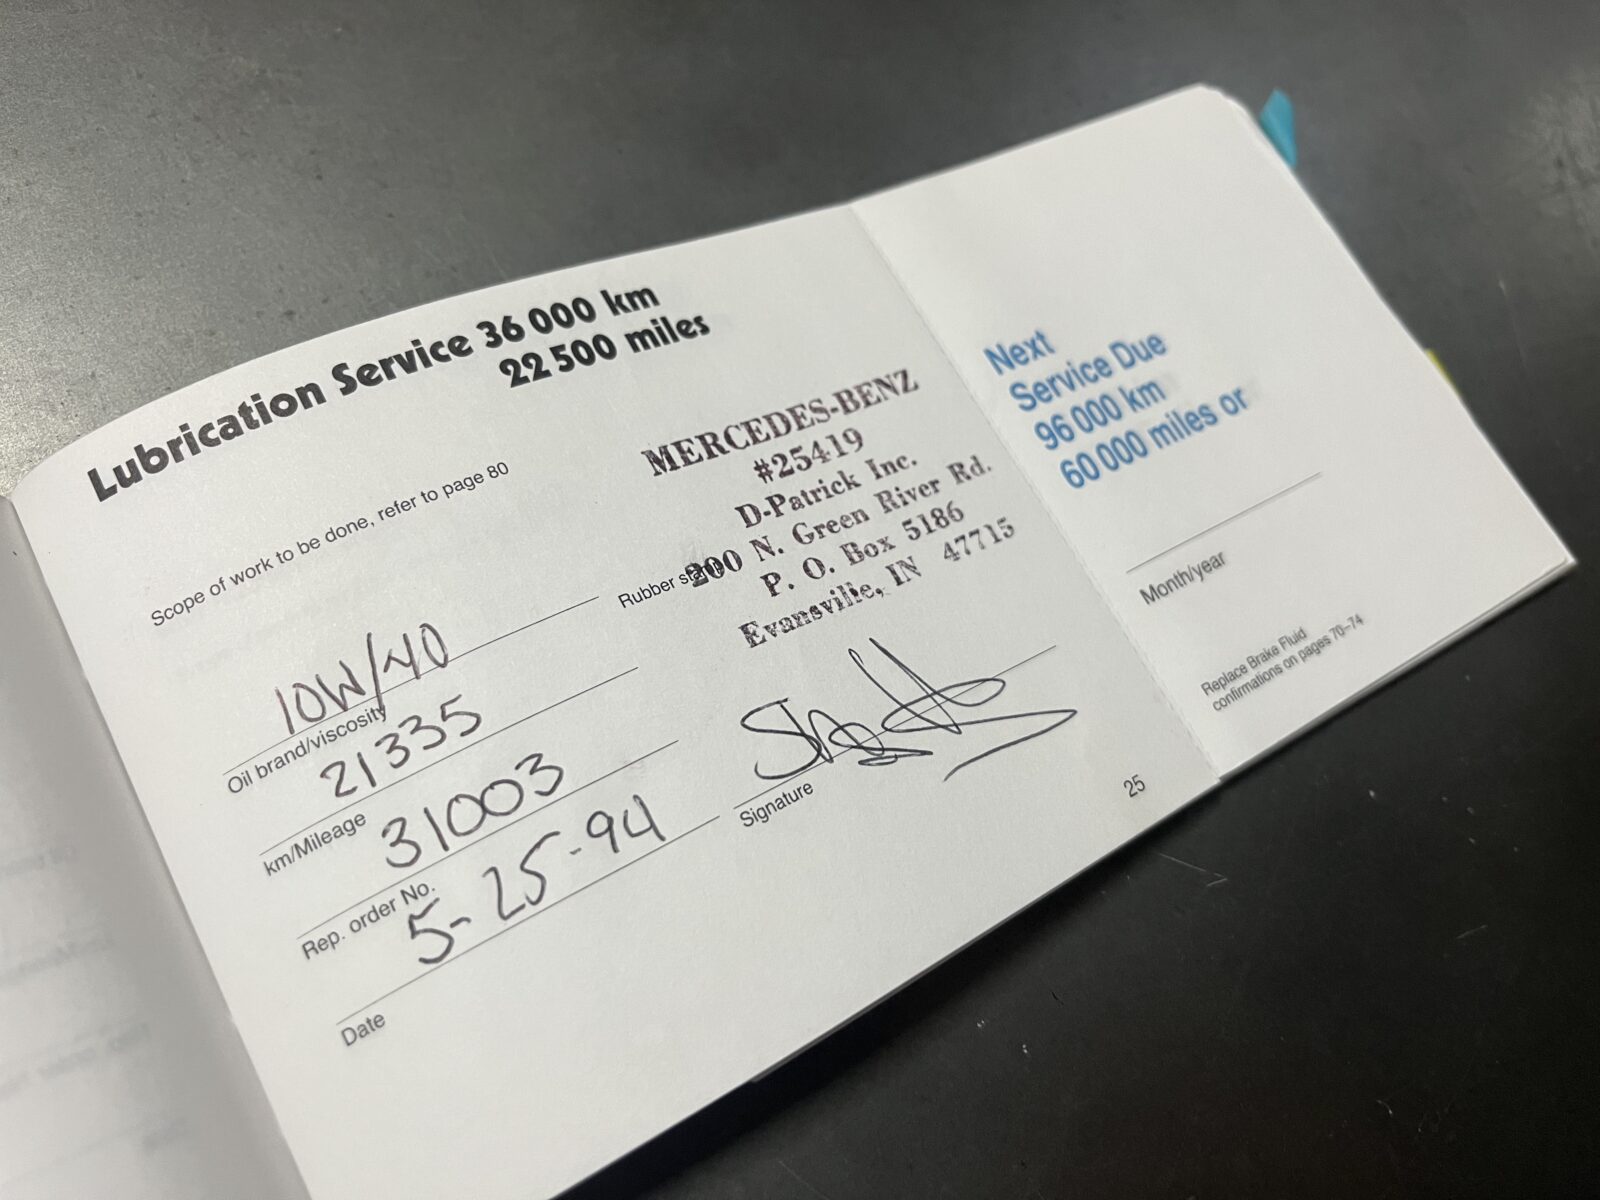 Lubrication Service 36 000 km
22 500 miles
Scope of work to be done, refer to page 80
MERCEDES-BENZ
#25419
D-Patrick Inc.
200 N. Green River Rd.
P. O. Box 5186
Evansville, IN 47715
Rubber stamp
10W/40
Oil brand/viscosity
21335
km/Mileage
31003
Rep. order No.
5-25-94
Date
Signature
25
Next
Service Due
96 000 km
60 000 miles or
Month/year
Replace Brake Fluid
confirmations on pages 70–74